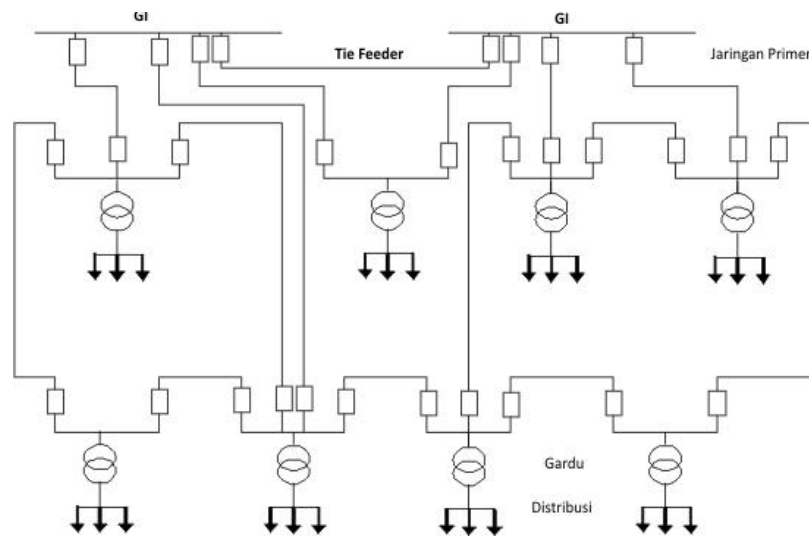 GI
GI
Tie Feeder
Jaringan Primer
Gardu
Distribusi